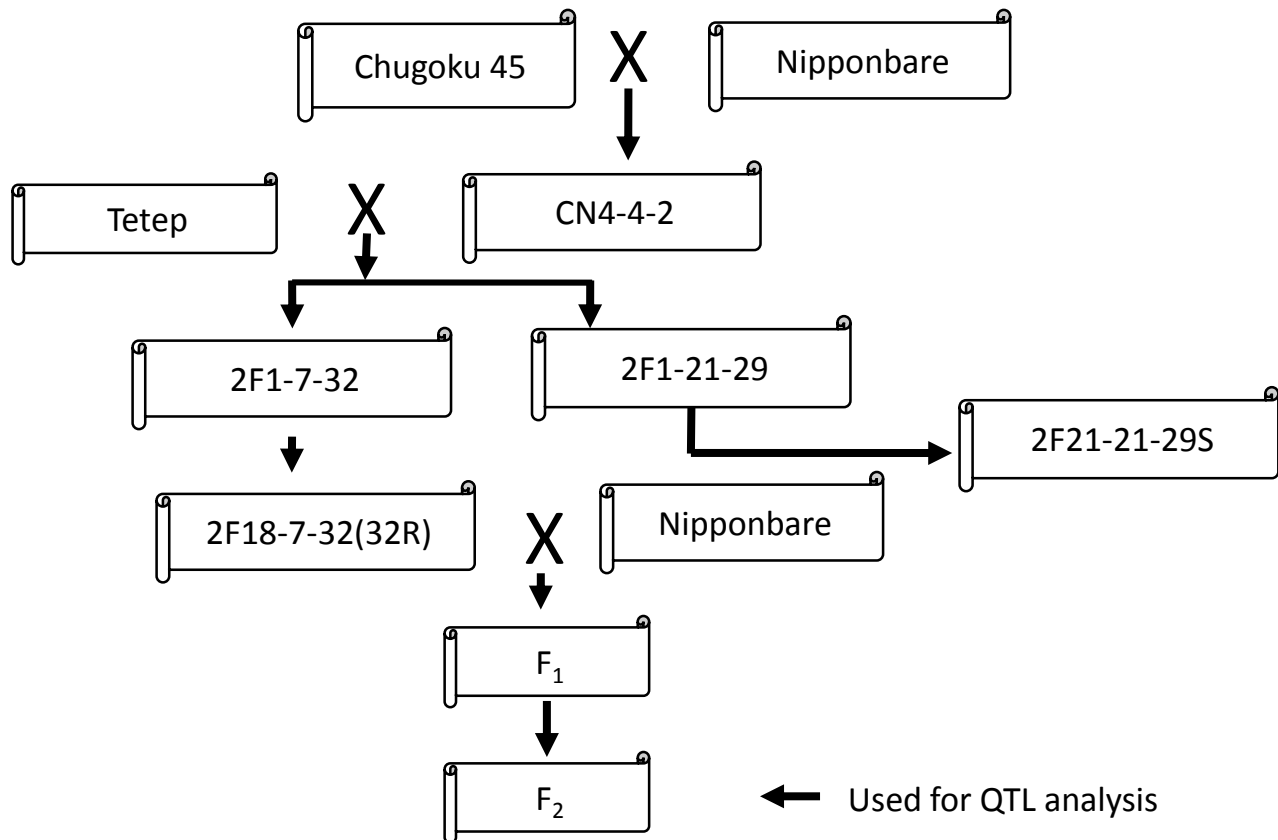 Chugoku 45
X
Nipponbare
Tetep
X
CN4-4-2
2F1-7-32
2F1-21-29
2F21-21-29S
2F18-7-32(32R)
X
Nipponbare
F₁
F₂
Used for QTL analysis